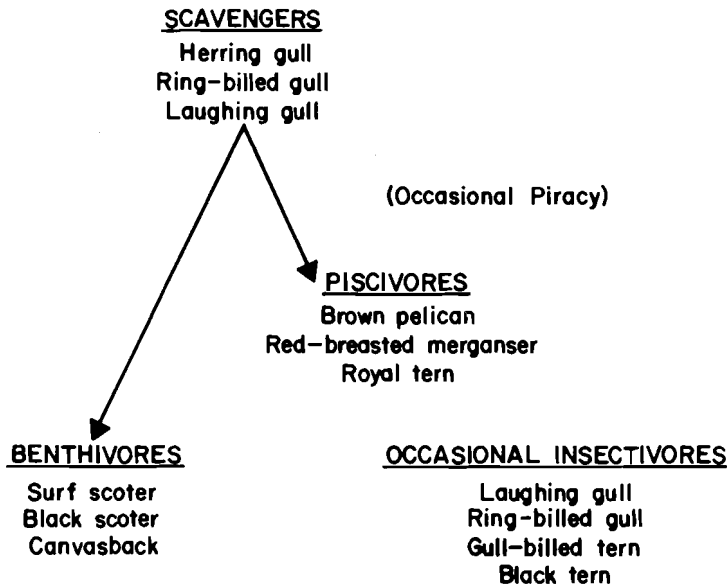 SCAVENGERS
Herring gull
Ring-billed gull
Laughing gull
(Occasional Piracy)
PISCIVORES
Brown pelican
Red-breasted merganser
Royal tern
BENTHIVORES
Surf scoter
Black scoter
Canvasback
OCCASIONAL INSECTIVORES
Laughing gull
Ring-billed gull
Gull-billed tern
Black tern